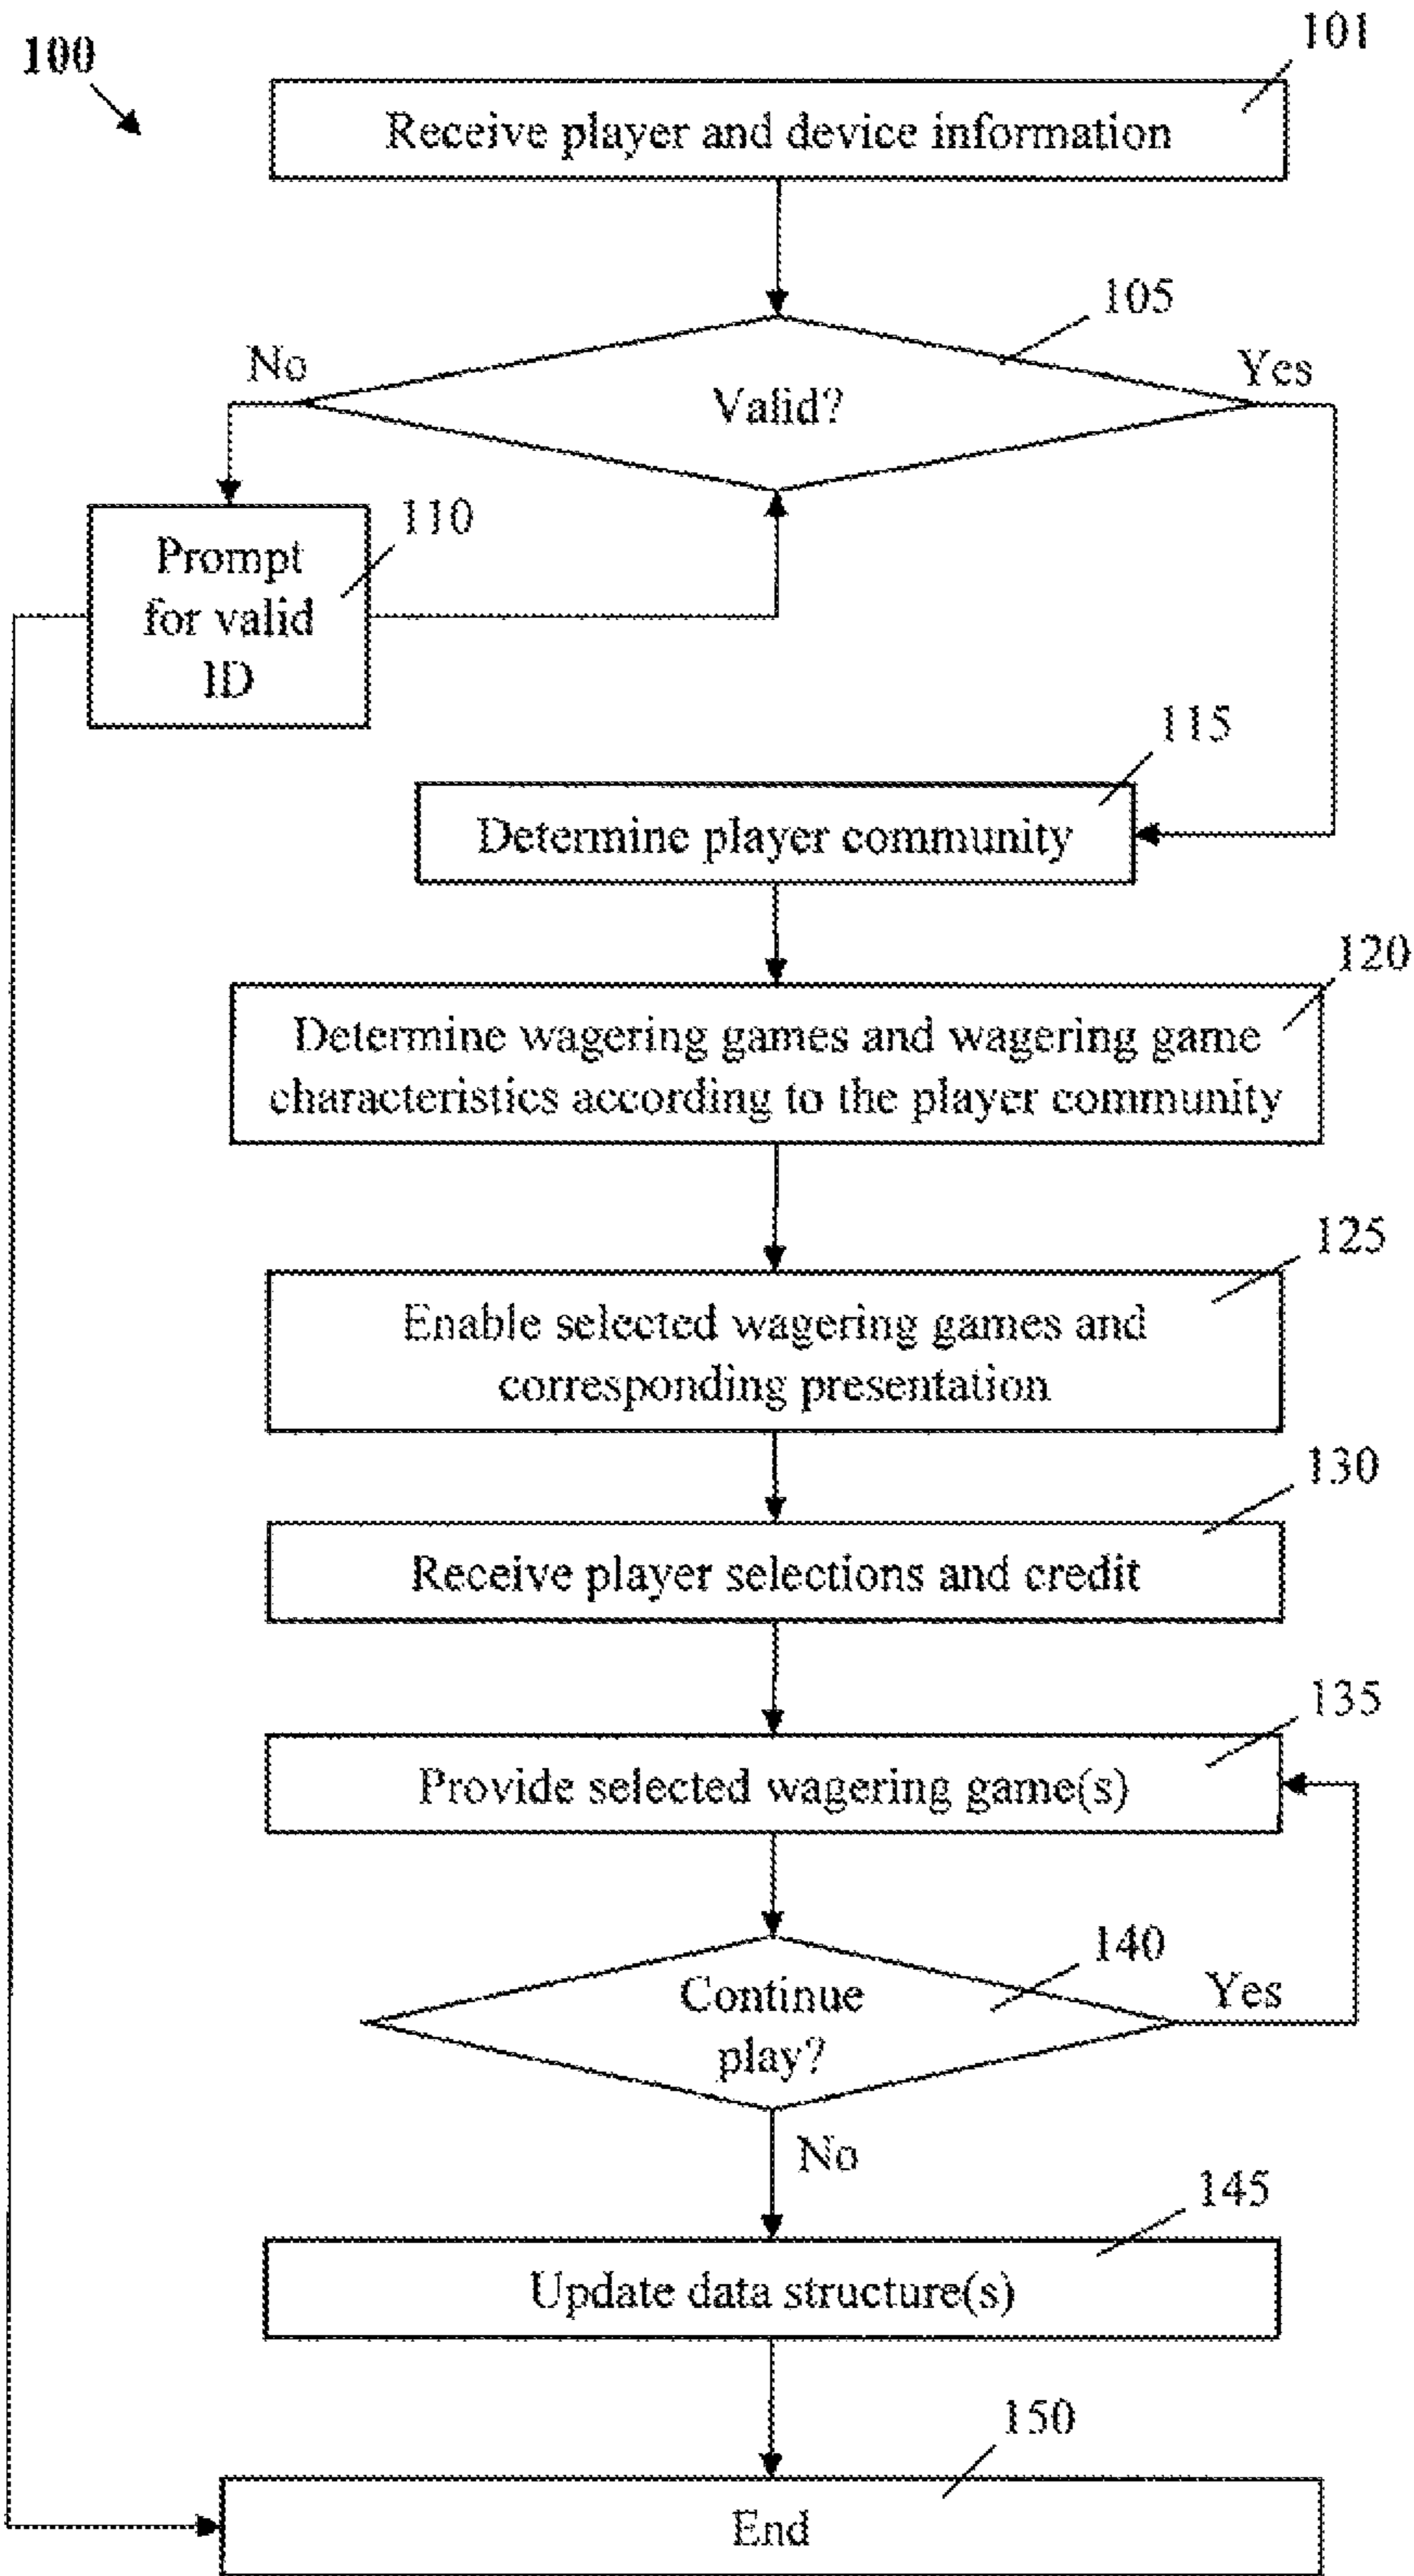 100
101
Receive player and device information
105
No
Yes
Valid?
110
Prompt
for valid
ID
115
Determine player community
120
Determine wagering games and wagering game
characteristics according to the player community
125
Enable selected wagering games and
corresponding presentation
130
Receive player selections and credit
135
Provide selected wagering game(s)
140
Continue
play?
Yes
No
145
Update data structure(s)
150
End